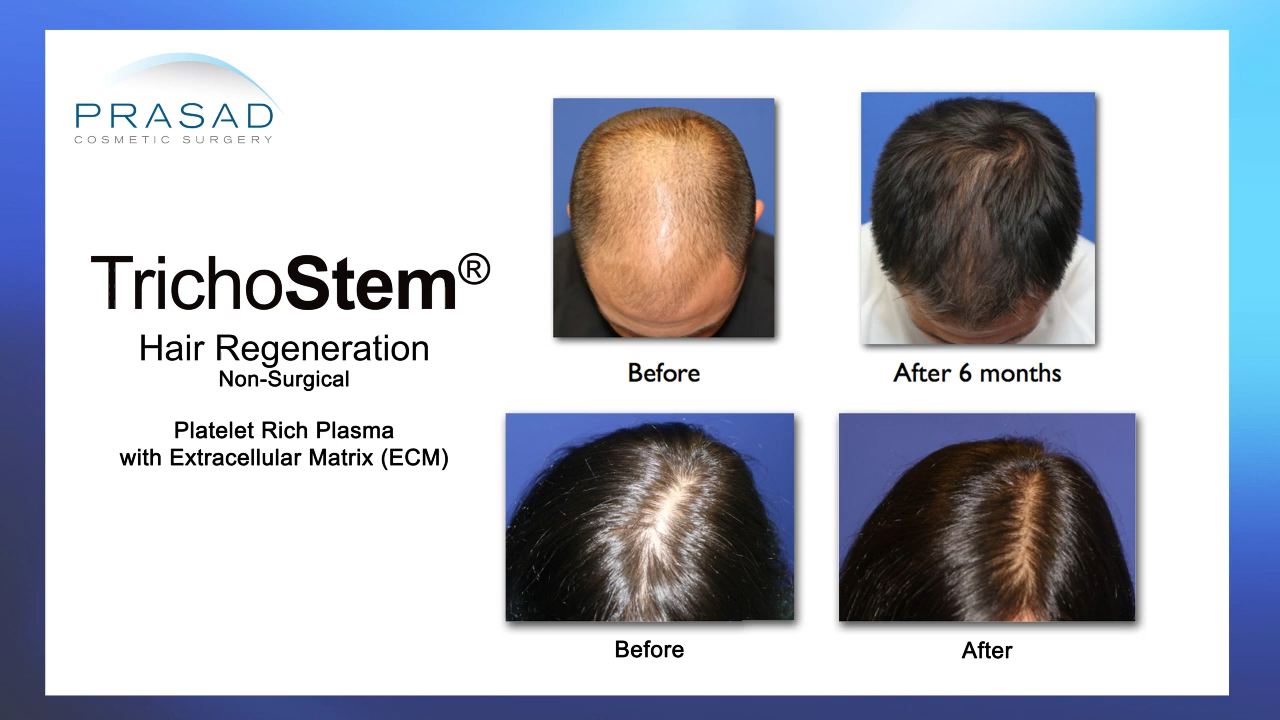 PRASAD
COSMETIC SURGERY
TrichoStem®
Hair Regeneration
Non-Surgical
Platelet Rich Plasma
with Extracellular Matrix (ECM)
Before
After 6 months
Before
After